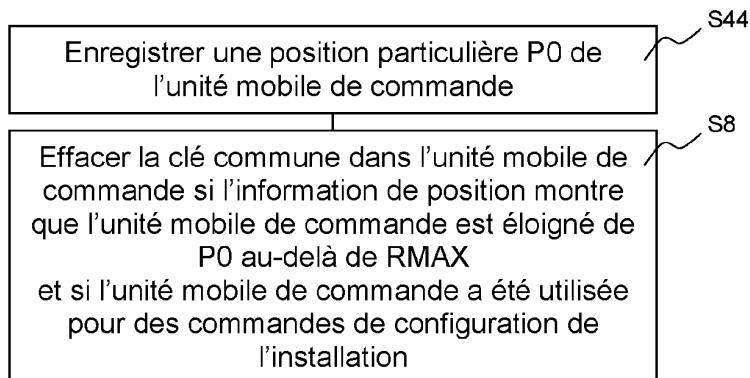 S44
Enregistrer une position particulière P0 de
l'unité mobile de commande
S8
Effacer la clé commune dans l'unité mobile de
commande si l'information de position montre
que l'unité mobile de commande est éloigné de
P0 au-delà de RMAX
et si l'unité mobile de commande a été utilisée
pour des commandes de configuration de
l'installation